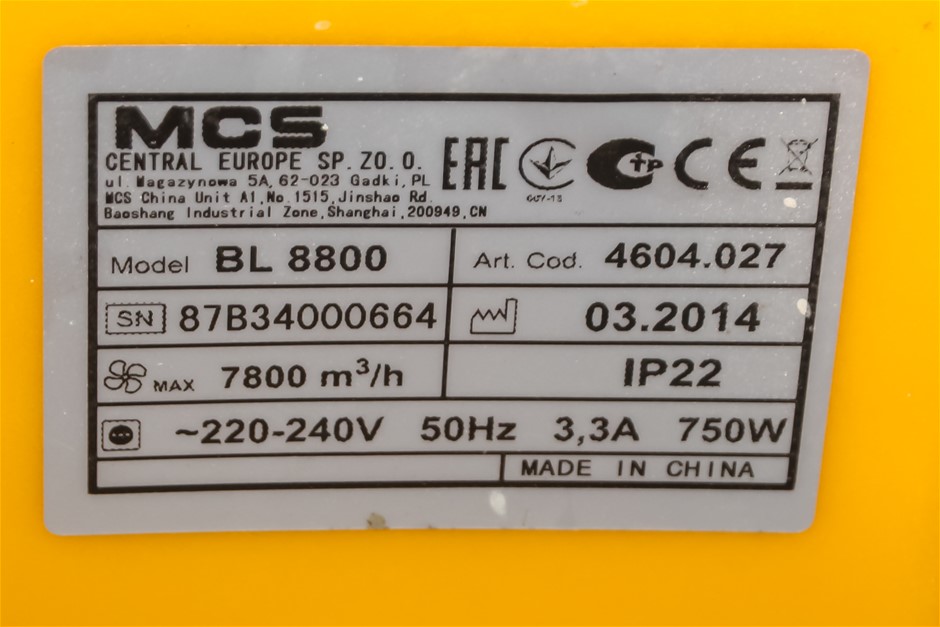 MCS
CENTRAL EUROPE SP. ZO. O.
ul. Magazynowa 5A, 62-023 Gadki, PL
MCS China Unit A1, No.1515, Jinshao Rd.
Baoshang Industrial Zone, Shanghai, 200949, CN
EAC CE
Model BL 8800
Art. Cod. 4604.027
SN 87B34000664
03.2014
MAX 7800 m³/h
IP22
~220-240V 50Hz 3,3A 750W
MADE IN CHINA